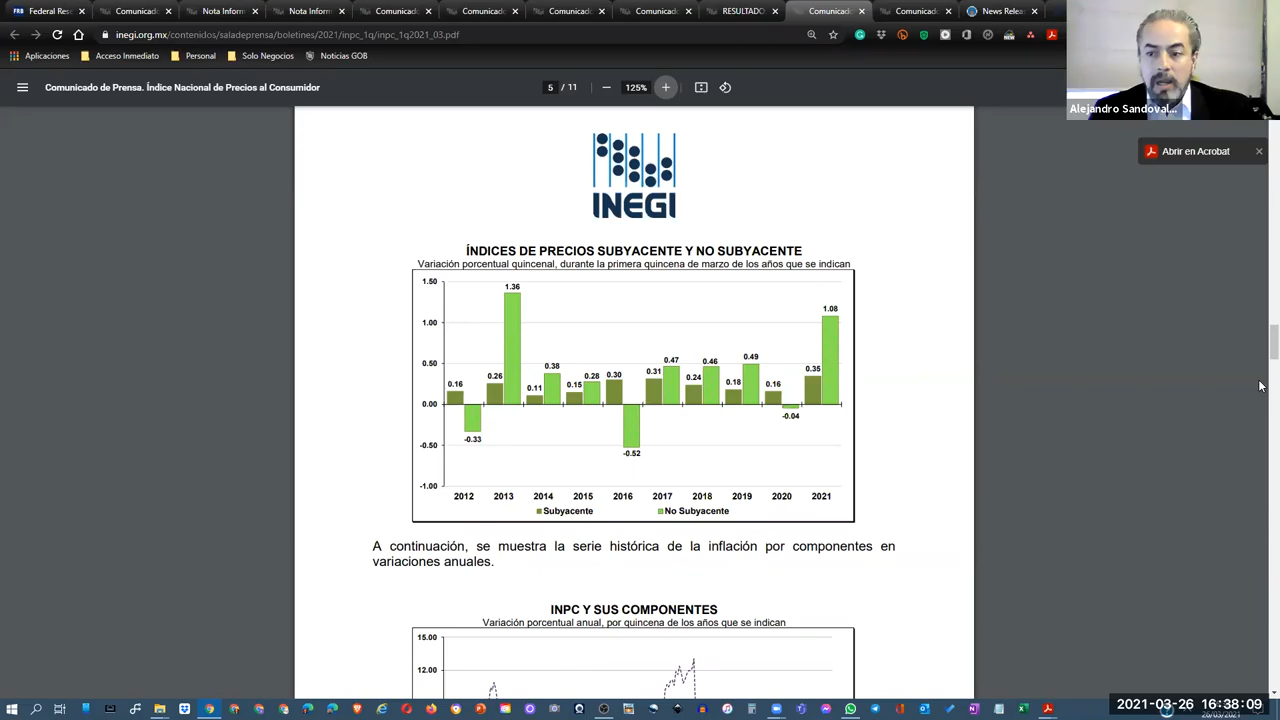 Federal Res
Comunicado
Nota Inform
Nota Inform
Comunicado
Comunicado
Comunicado
Comunicado
RESULTADO
Comunicado
Comunicado
News Relea
inegi.org.mx/contenidos/saladeprensa/boletines/2021/inpc_1q/inpc_1q2021_03.pdf
Aplicaciones
Acceso Inmediato
Personal
Solo Negocios
Noticias GOB
Comunicado de Prensa. Índice Nacional de Precios al Consumidor
5 / 11
125%
Alejandro Sandoval...
Abrir en Acrobat
INEGI
ÍNDICES DE PRECIOS SUBYACENTE Y NO SUBYACENTE
Variación porcentual quincenal, durante la primera quincena de marzo de los años que se indican
1.50
1.00
0.50
0.00
-0.50
-1.00
0.16
-0.33
0.26
1.36
0.11
0.38
0.15
0.28
0.30
-0.52
0.31
0.47
0.24
0.46
0.18
0.49
0.16
-0.04
0.35
1.08
2012 2013 2014 2015 2016 2017 2018 2019 2020 2021
Subyacente No Subyacente
A continuación, se muestra la serie histórica de la inflación por componentes en
variaciones anuales.
INPC Y SUS COMPONENTES
Variación porcentual anual, por quincena de los años que se indican
15.00
12.00
2021-03-26 16:38:09